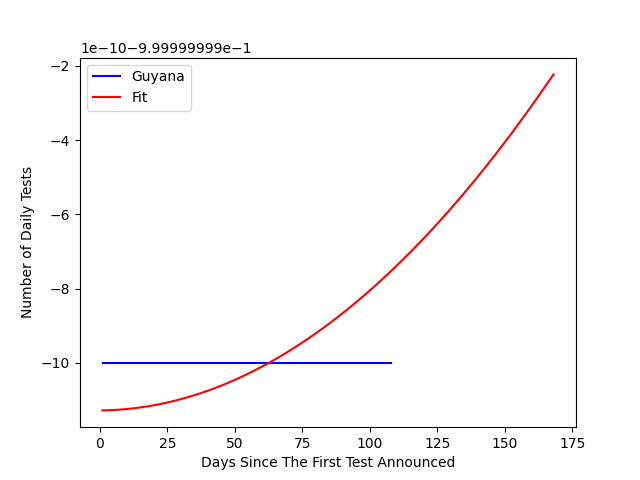 1e−10−9.99999999e−1
Guyana
Fit
Number of Daily Tests
−2
−4
−6
−8
−10
0 25 50 75 100 125 150 175
Days Since The First Test Announced